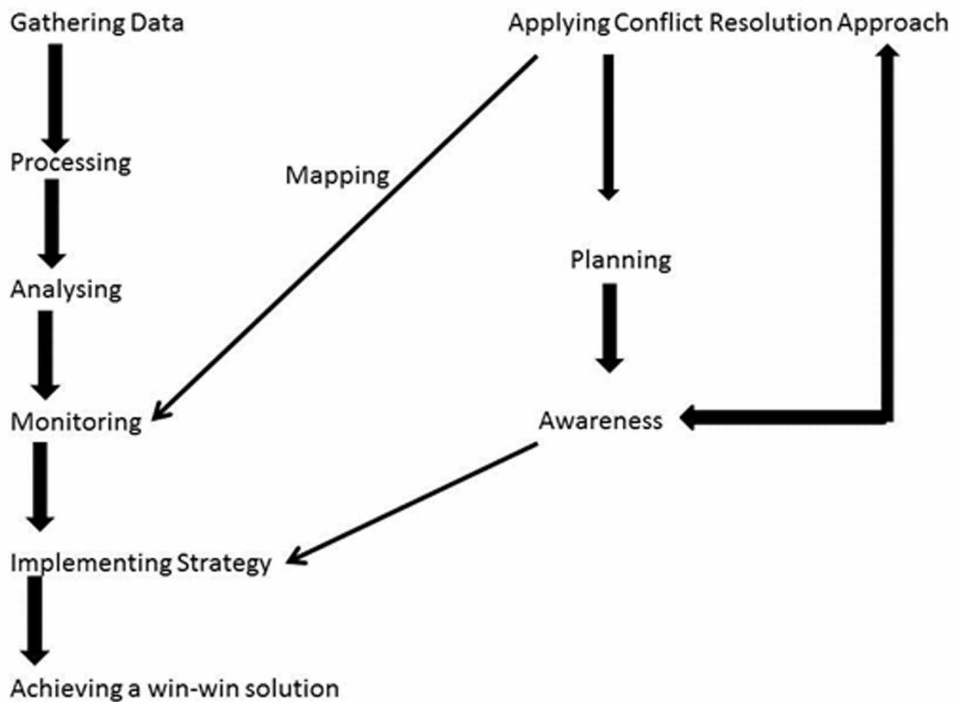 Gathering Data
Applying Conflict Resolution Approach
Processing
Mapping
Planning
Analysing
Monitoring
Awareness
Implementing Strategy
Achieving a win-win solution